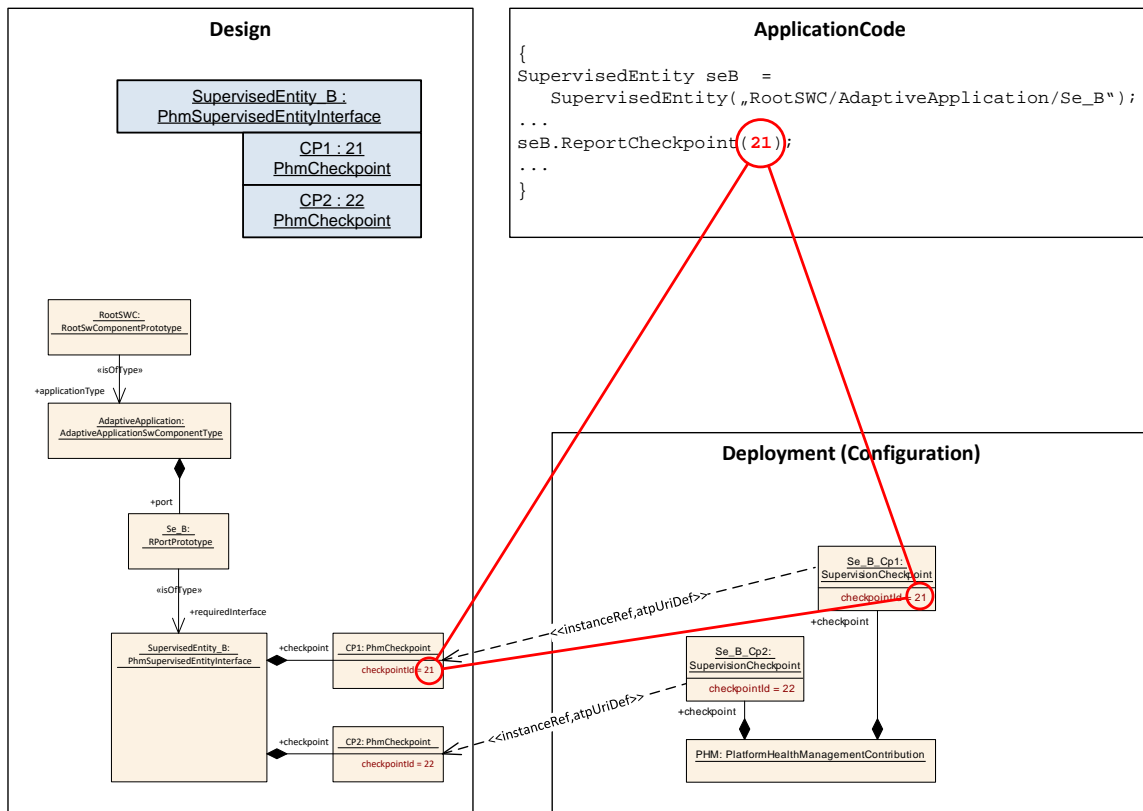 Design
SupervisedEntity_B :
PhmSupervisedEntityInterface
CP1 : 21
PhmCheckpoint
CP2 : 22
PhmCheckpoint
RootSWC:
RootSwComponentPrototype
«isOfType»
+applicationType
AdaptiveApplication:
AdaptiveApplicationSwComponentType
+port
Se_B:
RPortPrototype
«isOfType»
+requiredInterface
SupervisedEntity_B:
PhmSupervisedEntityInterface
+checkpoint
CP1: PhmCheckpoint
checkpointId = 21
+checkpoint
CP2: PhmCheckpoint
checkpointId = 22
ApplicationCode
{
SupervisedEntity seB =
SupervisedEntity(„RootSWC/AdaptiveApplication/Se_B“);
...
seB.ReportCheckpoint(21);
...
}
Deployment (Configuration)
Se_B_Cp1:
SupervisionCheckpoint
checkpointId = 21
<<instanceRef,atpUriDef>>
+checkpoint
Se_B_Cp2:
SupervisionCheckpoint
checkpointId = 22
<<instanceRef,atpUriDef>>
+checkpoint
PHM: PlatformHealthManagementContribution